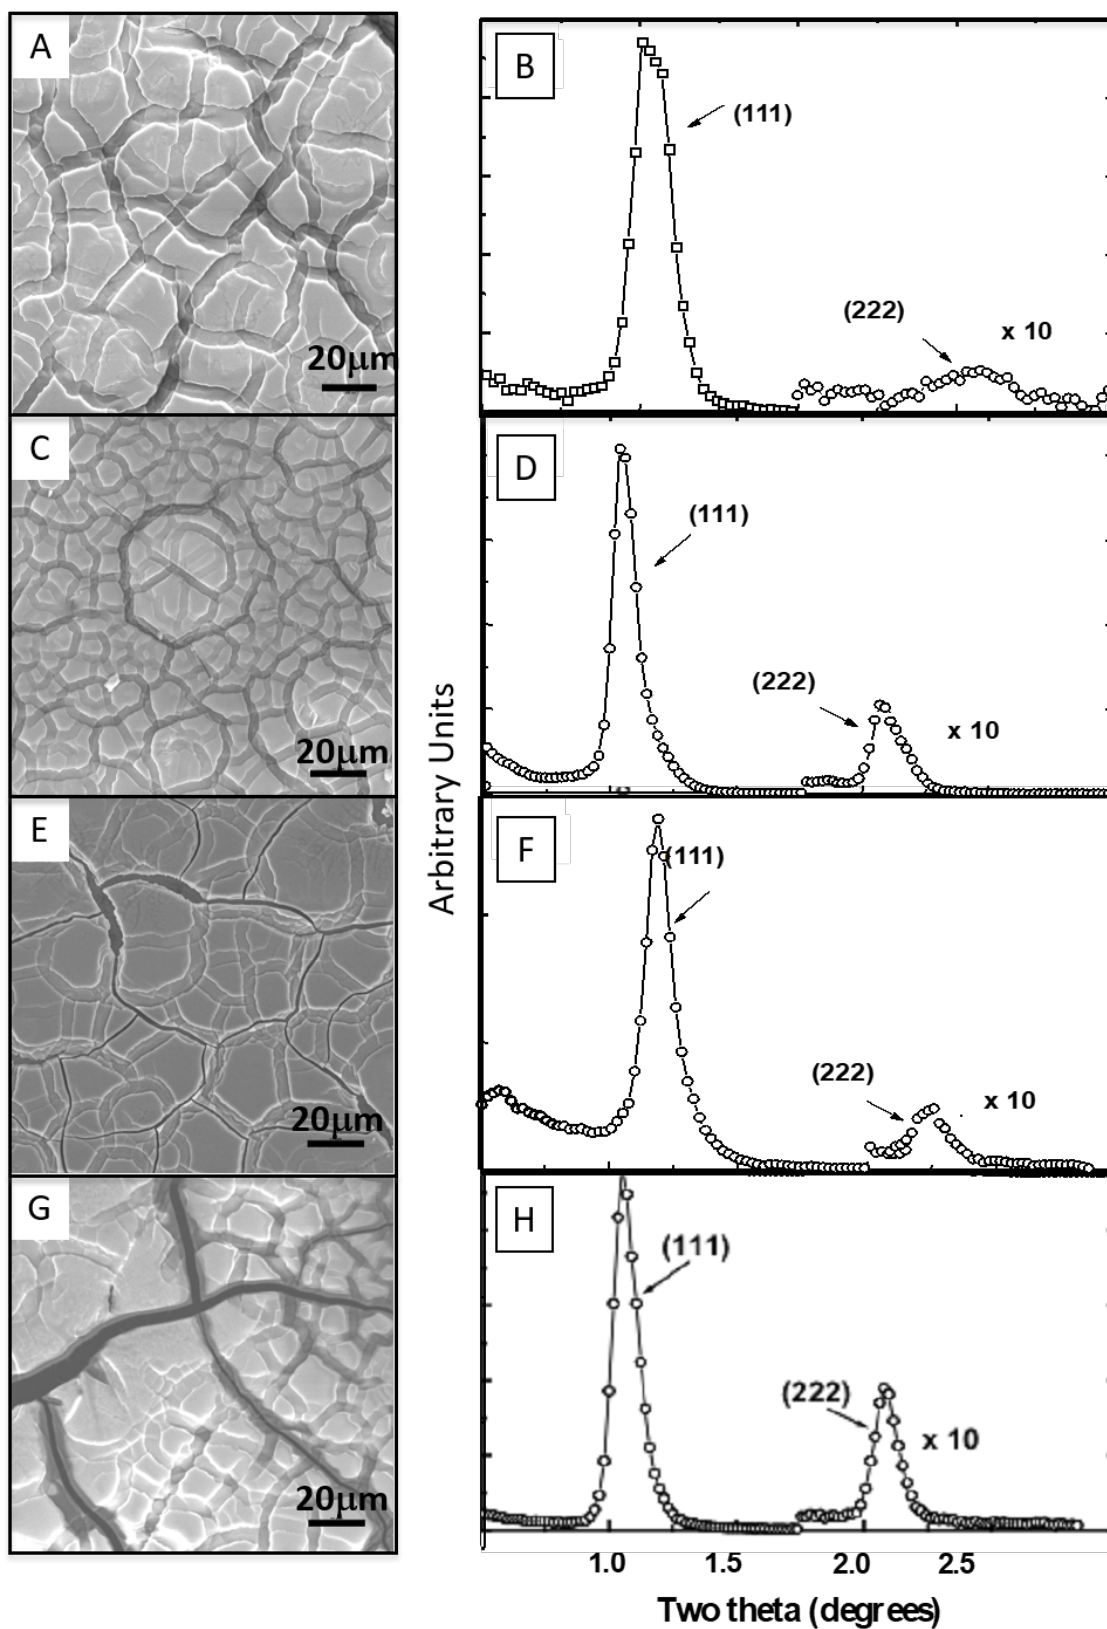 A
20µm
B
(111)
(222)
x 10
C
20µm
D
(111)
(222)
x 10
E
20µm
F
(111)
(222)
x 10
G
20µm
H
(111)
(222)
x 10
Arbitrary Units
1.0 1.5 2.0 2.5
Two theta (degrees)